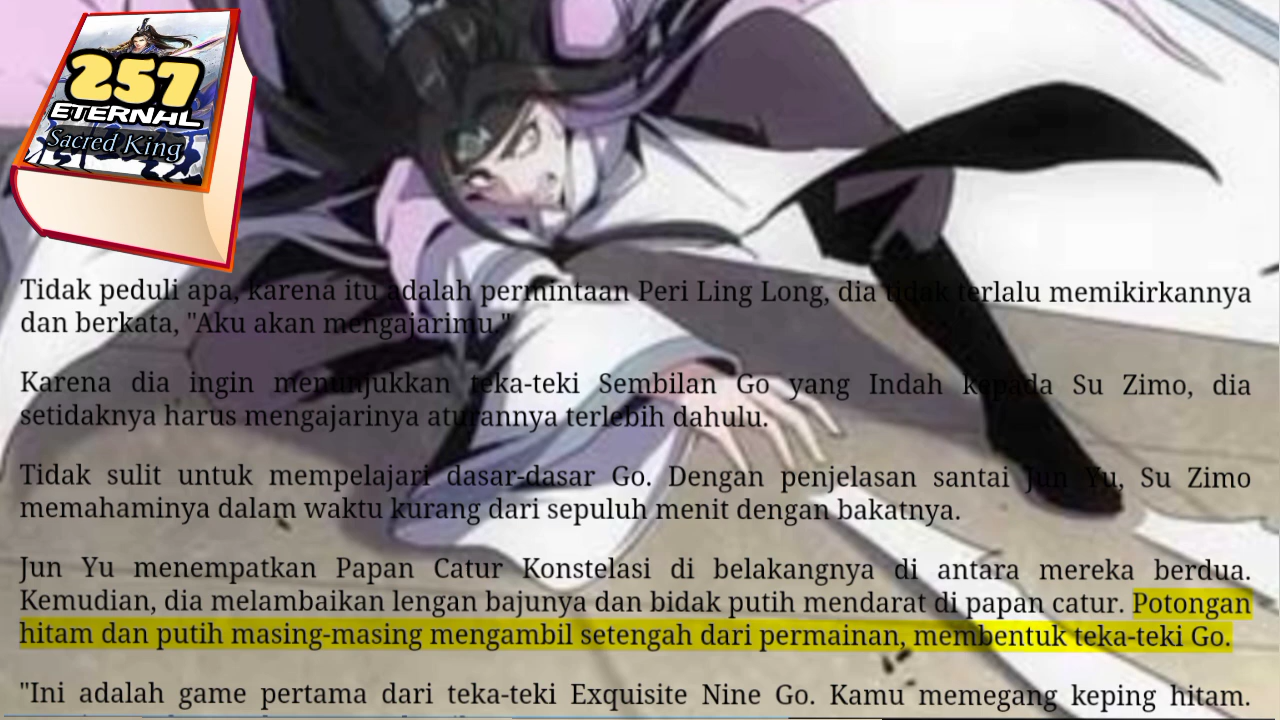 257
ETERNAL
Sacred King
Tidak peduli apa, karena itu adalah permintaan Peri Ling Long, dia tidak terlalu memikirkannya
dan berkata, "Aku akan mengajarimu."
Karena dia ingin menunjukkan teka-teki Sembilan Go yang Indah kepada Su Zimo, dia
setidaknya harus mengajarinya aturannya terlebih dahulu.
Tidak sulit untuk mempelajari dasar-dasar Go. Dengan penjelasan santai Jun Yu, Su Zimo
memahaminya dalam waktu kurang dari sepuluh menit dengan bakatnya.
Jun Yu menempatkan Papan Catur Konstelasi di belakangnya di antara mereka berdua.
Kemudian, dia melambaikan lengan bajunya dan bidak putih mendarat di papan catur. Potongan
hitam dan putih masing-masing mengambil setengah dari permainan, membentuk teka-teki Go.
"Ini adalah game pertama dari teka-teki Exquisite Nine Go. Kamu memegang keping hitam.